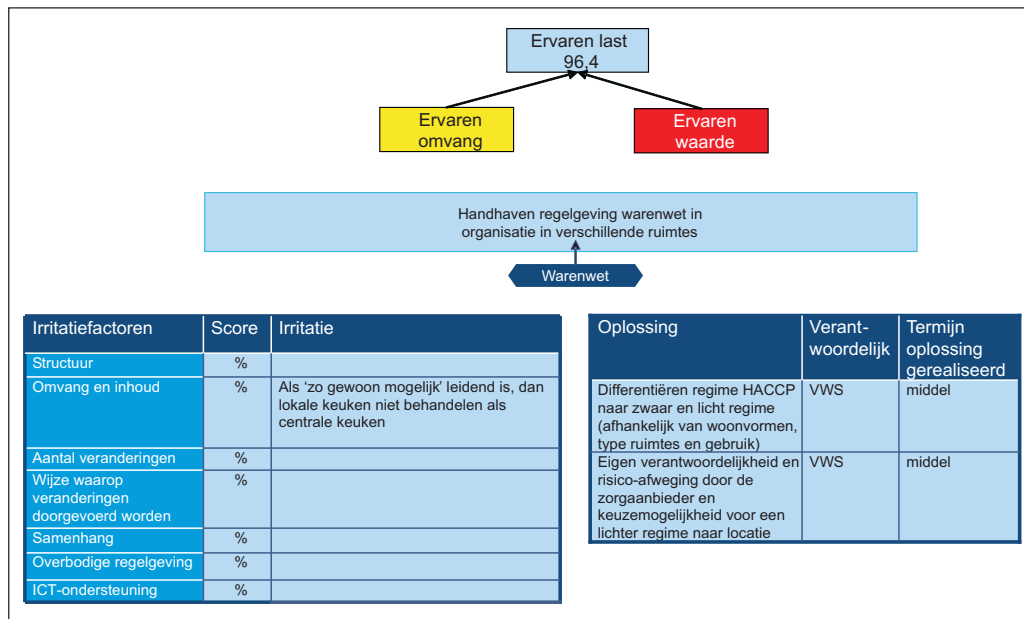 Ervaren last
96,4
Ervaren
omvang
Ervaren
waarde
Handhaven regelgeving warenwet in
organisatie in verschillende ruimtes
Warenwet
Irritatiefactoren
Score
Irritatie
Structuur
%
Omvang en inhoud
%
Als ‘zo gewoon mogelijk’ leidend is, dan
lokale keuken niet behandelen als
centrale keuken
Aantal veranderingen
%
Wijze waarop
veranderingen
doorgevoerd worden
%
Samenhang
%
Overbodige regelgeving
%
ICT-ondersteuning
%
Oplossing
Verant-
woordelijk
Termijn
oplossing
gerealiseerd
Differentiëren regime HACCP
naar zwaar en licht regime
(afhankelijk van woonvormen,
type ruimtes en gebruik)
VWS
middel
Eigen verantwoordelijkheid en
risico-afweging door de
zorgaanbieder en
keuzemogelijkheid voor een
lichter regime naar locatie
VWS
middel